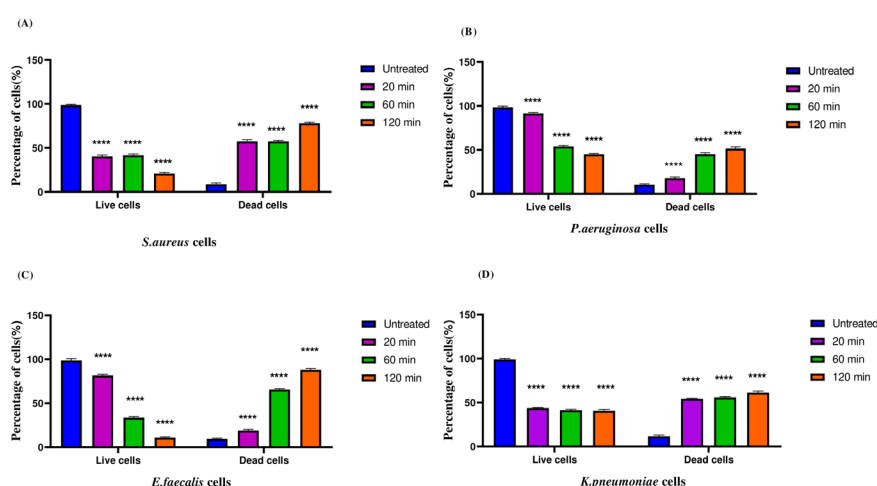 (A)
Percentage of cells(%)
150
100
50
0
****
****
****
****
****
****
Live cells
Dead cells
S.aureus cells
Untreated
20 min
60 min
120 min
(B)
Percentage of cells(%)
150
100
50
0
****
****
****
****
****
****
Live cells
Dead cells
P.aeruginosa cells
Untreated
20 min
60 min
120 min
(C)
Percentage of cells(%)
150
100
50
0
****
****
****
****
****
****
Live cells
Dead cells
E.faecalis cells
Untreated
20 min
60 min
120 min
(D)
Percentage of cells(%)
150
100
50
0
****
****
****
****
****
****
Live cells
Dead cells
K.pneumoniae cells
Untreated
20 min
60 min
120 min